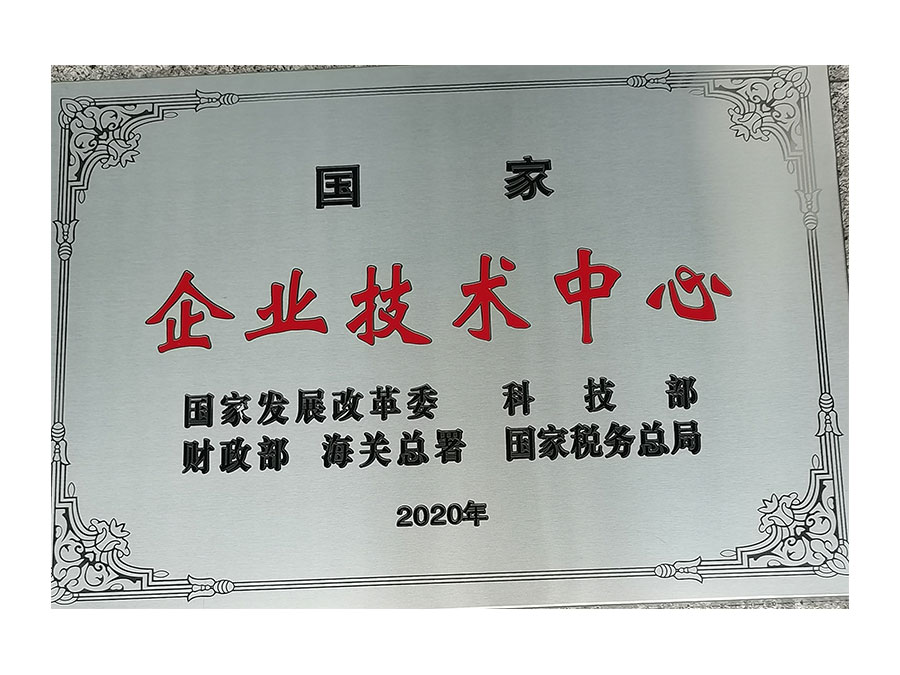 国家
企业技术中心
国家发展改革委 科技部
财政部 海关总署 国家税务总局
2020年